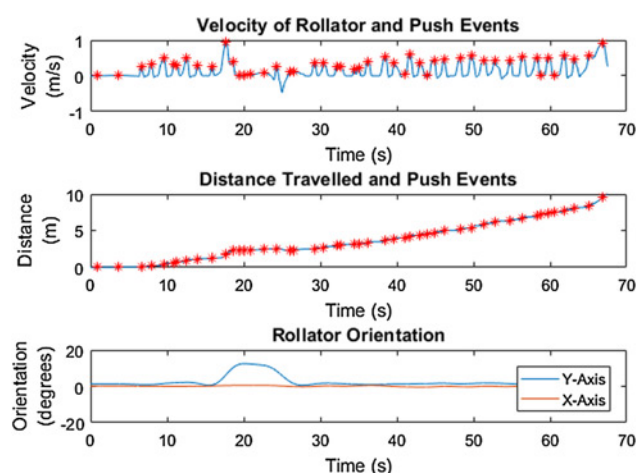 Velocity of Rollator and Push Events
Velocity
(m/s)
1
0
-1
0 10 20 30 40 50 60 70
Time (s)
Distance Travelled and Push Events
Distance
(m)
10
5
0
0 10 20 30 40 50 60 70
Time (s)
Rollator Orientation
Orientation
(degrees)
20
0
-20
Y-Axis
X-Axis
0 10 20 30 40 50 60 70
Time (s)